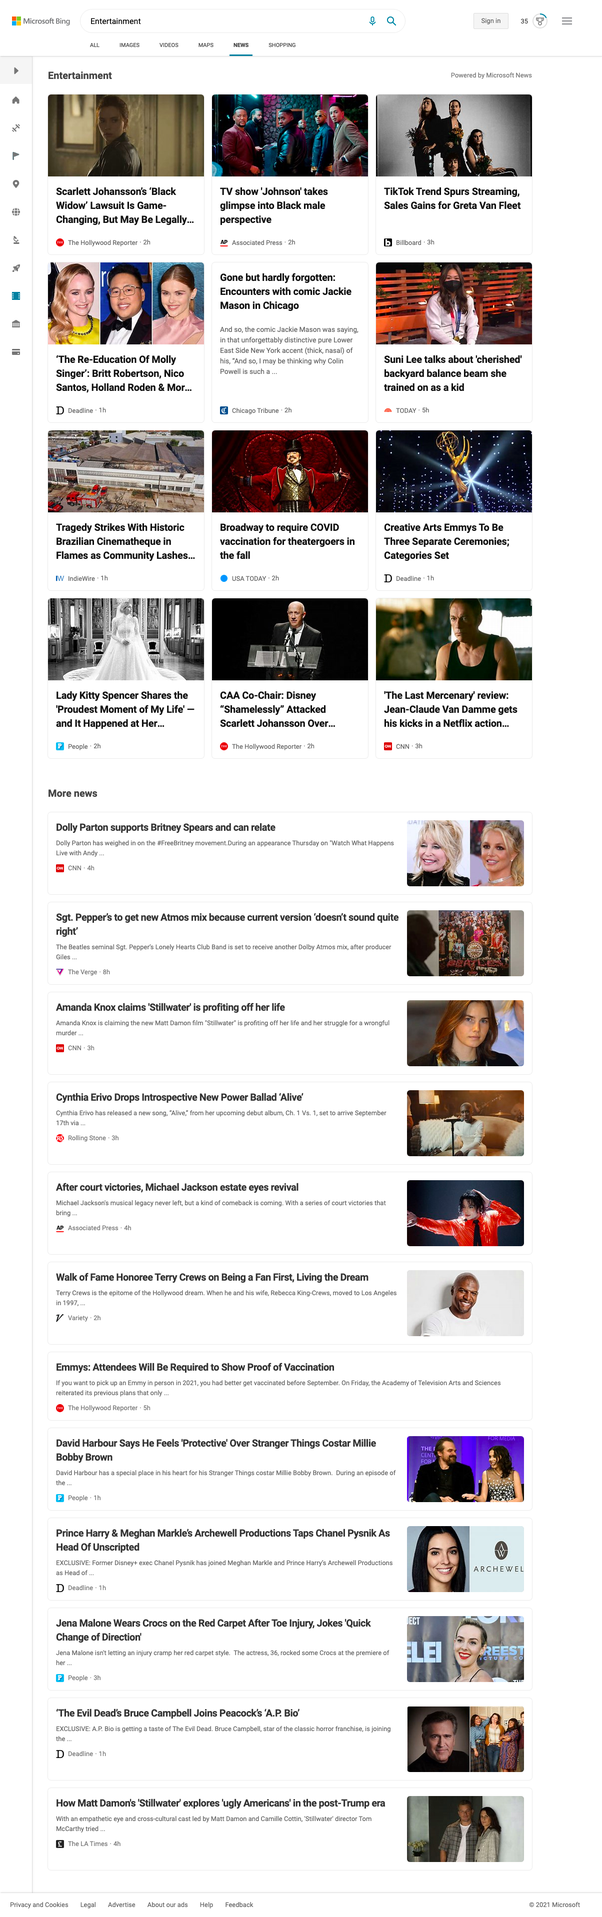 Microsoft Bing
Entertainment
Sign in
35
ALL IMAGES VIDEOS MAPS NEWS SHOPPING
Entertainment
Powered by Microsoft News
Scarlett Johansson's ‘Black
Widow’ Lawsuit Is Game-
Changing, But May Be Legally...
The Hollywood Reporter · 2h
TV show 'Johnson' takes
glimpse into Black male
perspective
AP Associated Press · 2h
TikTok Trend Spurs Streaming,
Sales Gains for Greta Van Fleet
Billboard · 3h
‘The Re-Education Of Molly
Singer’: Britt Robertson, Nico
Santos, Holland Roden & Mor...
Deadline · 1h
Gone but hardly forgotten:
Encounters with comic Jackie
Mason in Chicago
And so, the comic Jackie Mason was saying,
in that unforgettably distinctive pure Lower
East Side New York accent (thick, nasal) of
his, “And so, I may be thinking why Colin
Powell is such a ...
Chicago Tribune · 2h
Suni Lee talks about 'cherished'
backyard balance beam she
trained on as a kid
TODAY · 5h
Tragedy Strikes With Historic
Brazilian Cinematheque in
Flames as Community Lashes...
IW IndieWire · 1h
Broadway to require COVID
vaccination for theatergoers in
the fall
USA TODAY · 2h
Creative Arts Emmys To Be
Three Separate Ceremonies;
Categories Set
Deadline · 1h
Lady Kitty Spencer Shares the
'Proudest Moment of My Life' —
and It Happened at Her...
People · 2h
CAA Co-Chair: Disney
“Shamelessly” Attacked
Scarlett Johansson Over...
The Hollywood Reporter · 2h
'The Last Mercenary' review:
Jean-Claude Van Damme gets
his kicks in a Netflix action...
CNN · 3h
More news
Dolly Parton supports Britney Spears and can relate
Dolly Parton has weighed in on the #FreeBritney movement.During an appearance Thursday on "Watch What Happens
Live with Andy ...
CNN · 4h
Sgt. Pepper's to get new Atmos mix because current version ‘doesn’t sound quite
right’
The Beatles seminal Sgt. Pepper's Lonely Hearts Club Band is set to receive another Dolby Atmos mix, after producer
Giles ...
The Verge · 8h
Amanda Knox claims 'Stillwater' is profiting off her life
Amanda Knox is claiming the new Matt Damon film "Stillwater" is profiting off her life and her struggle for a wrongful
murder ...
CNN · 3h
Cynthia Erivo Drops Introspective New Power Ballad ‘Alive’
Cynthia Erivo has released a new song, “Alive,” from her upcoming debut album, Ch. 1 Vs. 1, set to arrive September
17th via ...
Rolling Stone · 3h
After court victories, Michael Jackson estate eyes revival
Michael Jackson's musical legacy never left, but a kind of comeback is coming. With a series of court victories that
bring ...
AP Associated Press · 4h
Walk of Fame Honoree Terry Crews on Being a Fan First, Living the Dream
Terry Crews is the epitome of the Hollywood dream. When he and his wife, Rebecca King-Crews, moved to Los Angeles
in 1997, ...
Variety · 2h
Emmys: Attendees Will Be Required to Show Proof of Vaccination
If you want to pick up an Emmy in person in 2021, you had better get vaccinated before September. On Friday, the Academy of Television Arts and Sciences
reiterated its previous plans that only ...
The Hollywood Reporter · 5h
David Harbour Says He Feels 'Protective' Over Stranger Things Costar Millie
Bobby Brown
David Harbour has a special place in his heart for his Stranger Things costar Millie Bobby Brown. During an episode of
the ...
People · 1h
Prince Harry & Meghan Markle's Archewell Productions Taps Chanel Pysnik As
Head Of Unscripted
EXCLUSIVE: Former Disney+ exec Chanel Pysnik has joined Meghan Markle and Prince Harry's Archewell Productions
as Head of ...
ARCHEWEL
Deadline · 1h
Jena Malone Wears Crocs on the Red Carpet After Toe Injury, Jokes 'Quick
Change of Direction'
Jena Malone isn't letting an injury cramp her red carpet style. The actress, 36, rocked some Crocs at the premiere of
her ...
People · 3h
‘The Evil Dead’s Bruce Campbell Joins Peacock’s ‘A.P. Bio’
EXCLUSIVE: A.P. Bio is getting a taste of The Evil Dead. Bruce Campbell, star of the classic horror franchise, is joining
the ...
Deadline · 1h
How Matt Damon's 'Stillwater' explores 'ugly Americans' in the post-Trump era
With an empathetic eye and cross-cultural cast led by Matt Damon and Camille Cottin, 'Stillwater' director Tom
McCarthy tried ...
The LA Times · 4h
Privacy and Cookies Legal Advertise About our ads Help Feedback
© 2021 Microsoft